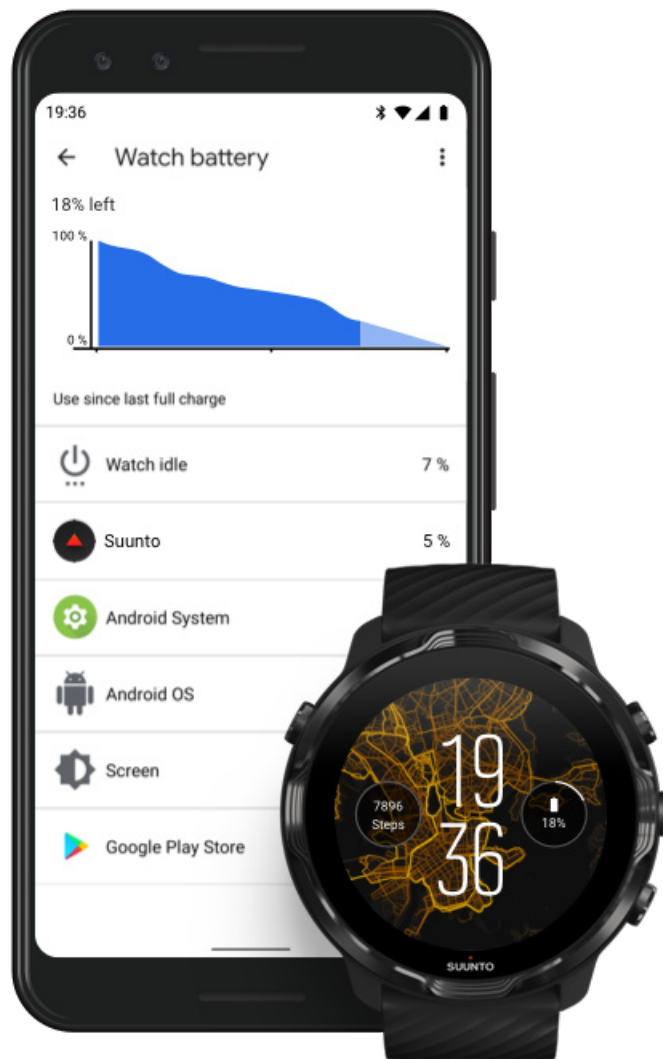 19:36
Watch battery
18% left
100 %
0 %
Use since last full charge
Watch idle
7 %
Suunto
5 %
Android System
Android OS
Screen
Google Play Store
19
36
7896
Steps
18%
SUUNTO